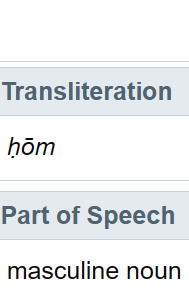 Transliteration
ḥōm
Part of Speech
masculine noun